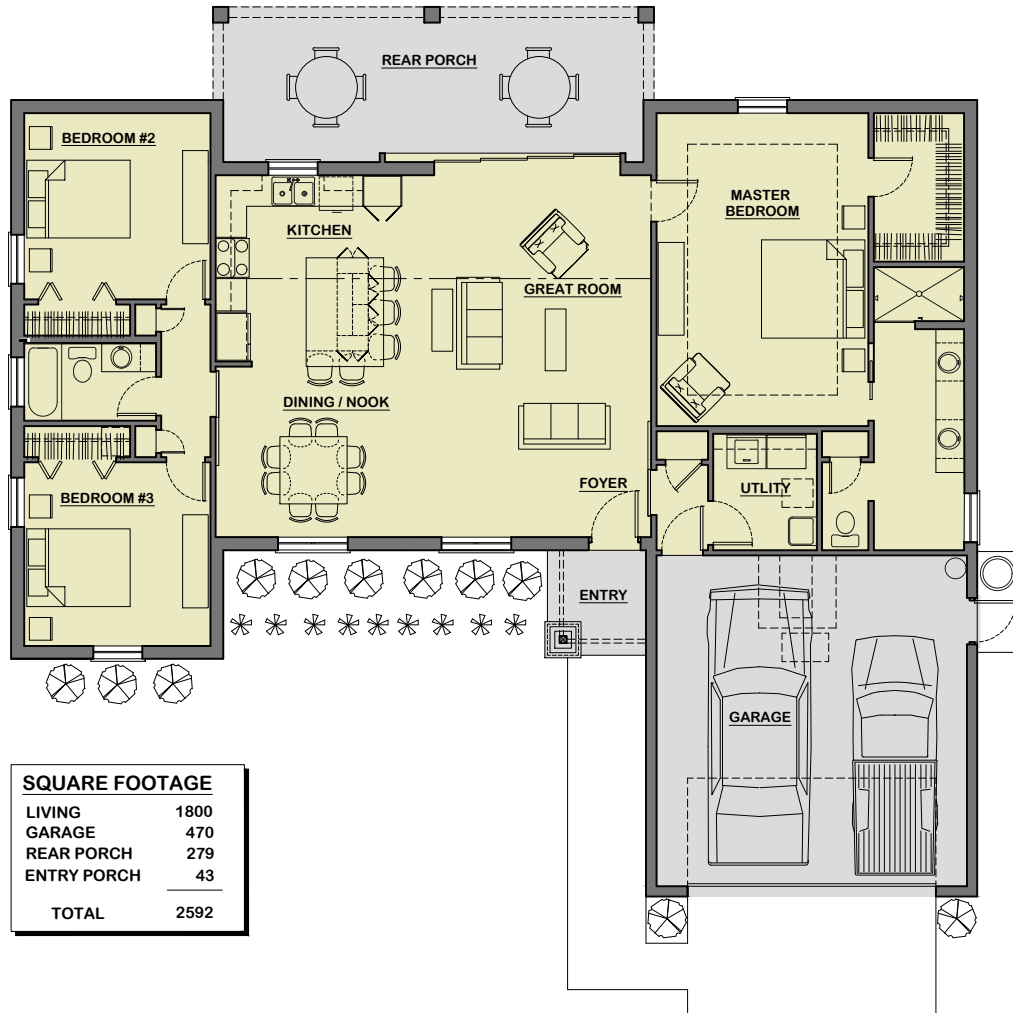 REAR PORCH
BEDROOM #2
MASTER
BEDROOM
KITCHEN
GREAT ROOM
DINING / NOOK
BEDROOM #3
FOYER
UTLITY
ENTRY
GARAGE
SQUARE FOOTAGE
LIVING 1800
GARAGE 470
REAR PORCH 279
ENTRY PORCH 43
TOTAL 2592